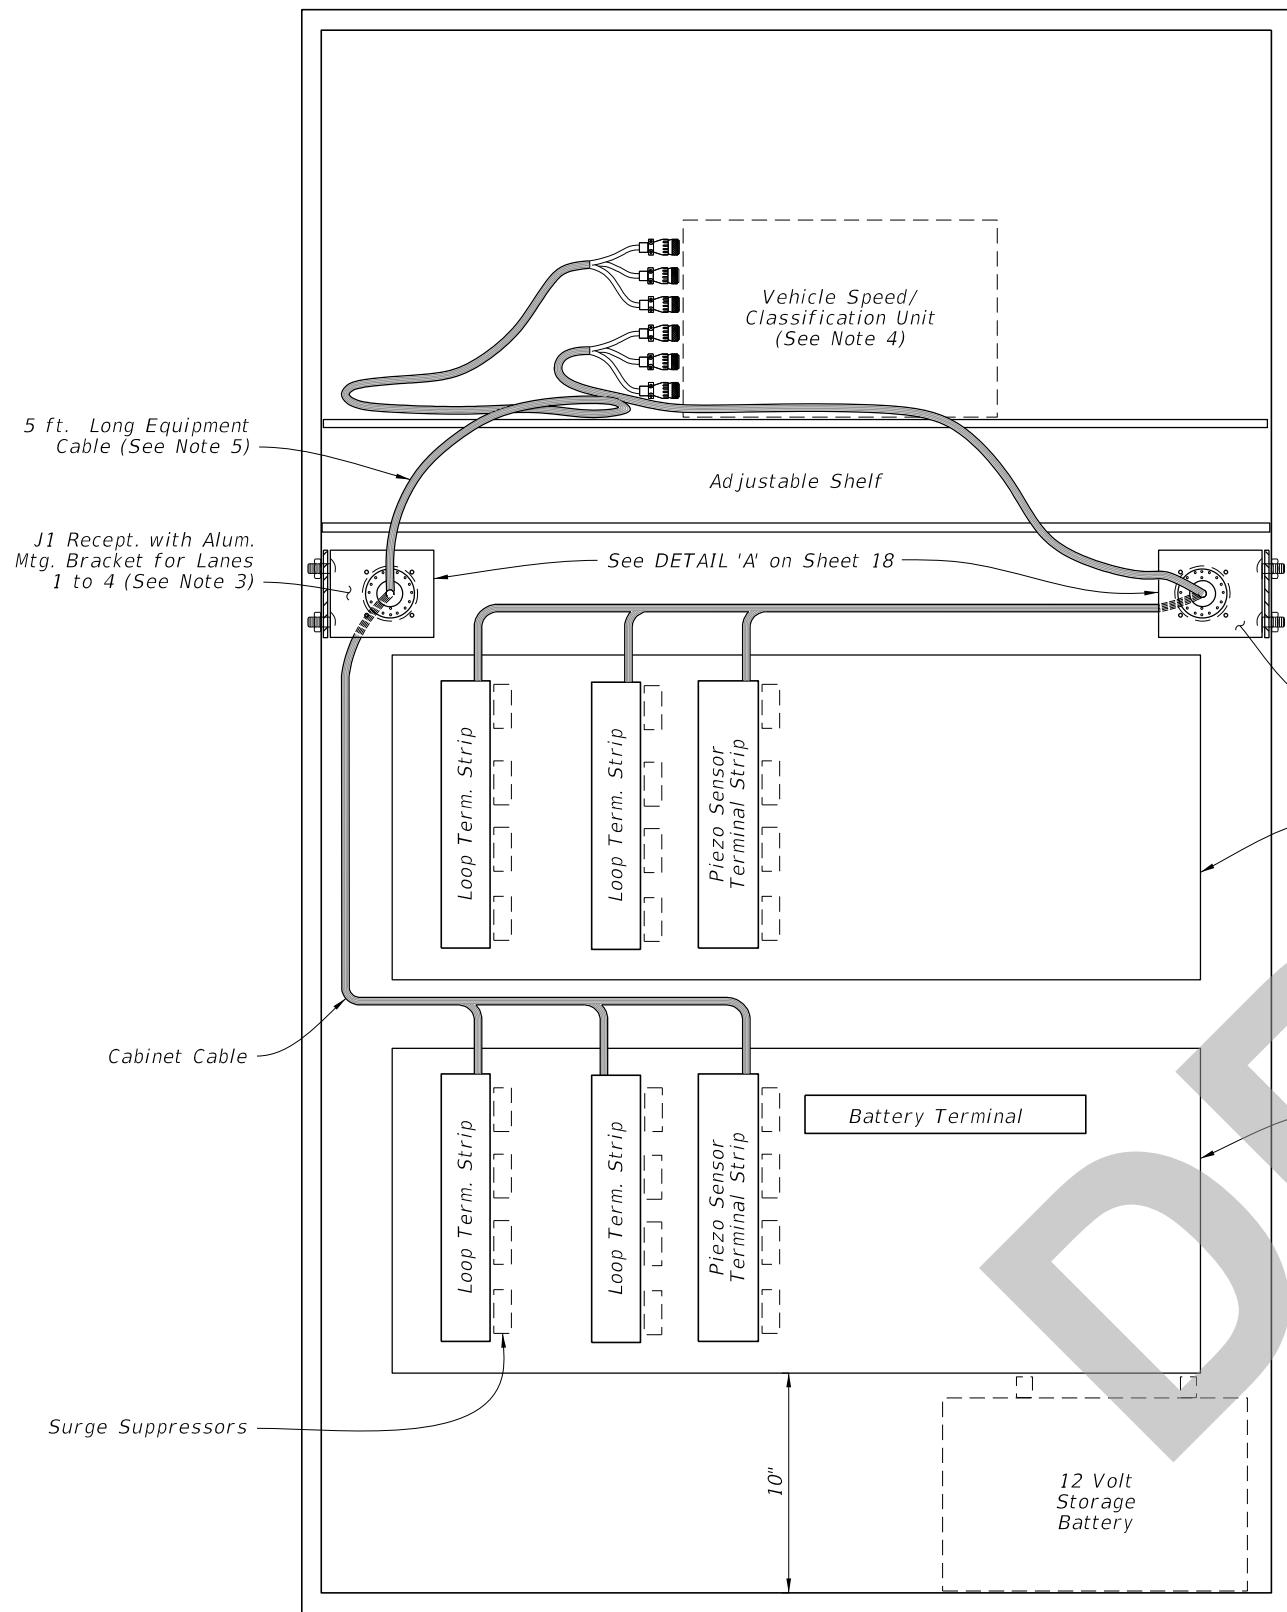 Vehicle Speed/
Classification Unit
(See Note 4)
5 ft. Long Equipment
Cable (See Note 5)
Adjustable Shelf
J1 Recept. with Alum.
Mtg. Bracket for Lanes
1 to 4 (See Note 3)
See DETAIL 'A' on Sheet 18
Loop Term. Strip
Loop Term. Strip
Piezo Sensor
Terminal Strip
Cabinet Cable
Battery Terminal
Loop Term. Strip
Loop Term. Strip
Piezo Sensor
Terminal Strip
Surge Suppressors
10"
12 Volt
Storage
Battery